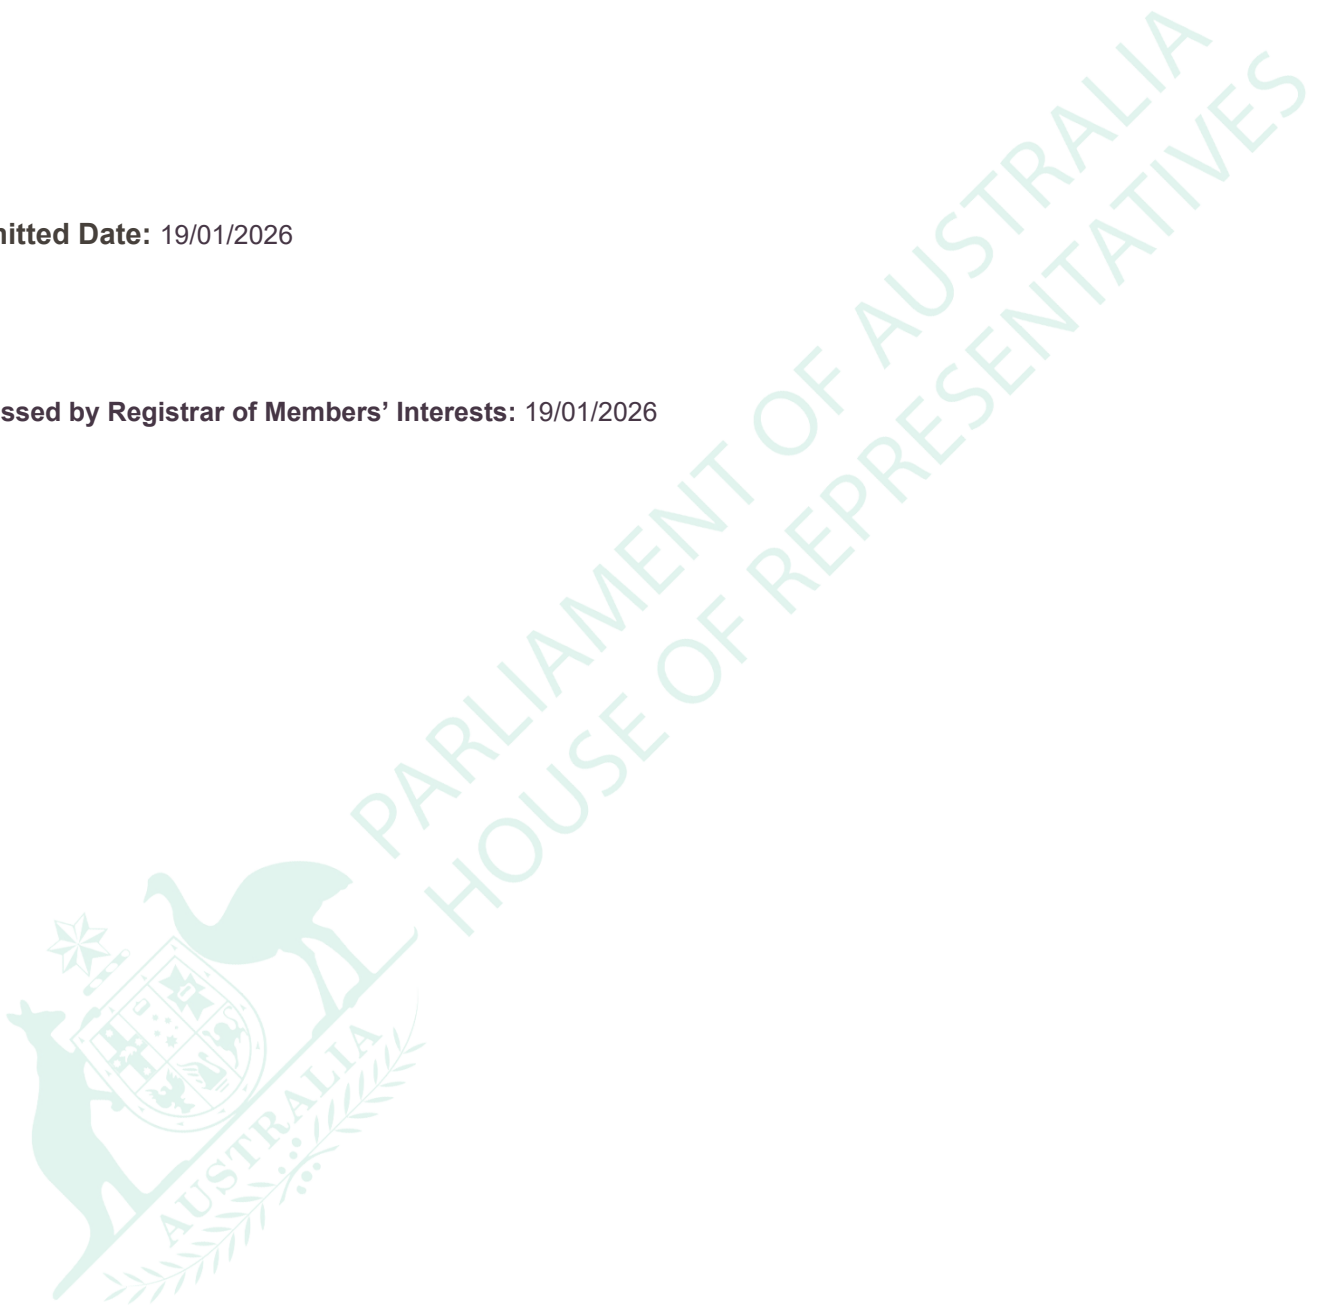 mitted Date: 19/01/2026
ssed by Registrar of Members’ Interests: 19/01/2026
PARLIAMENT OF AUSTRALIA
HOUSE OF REPRESENTATIVES
AUSTRALIA